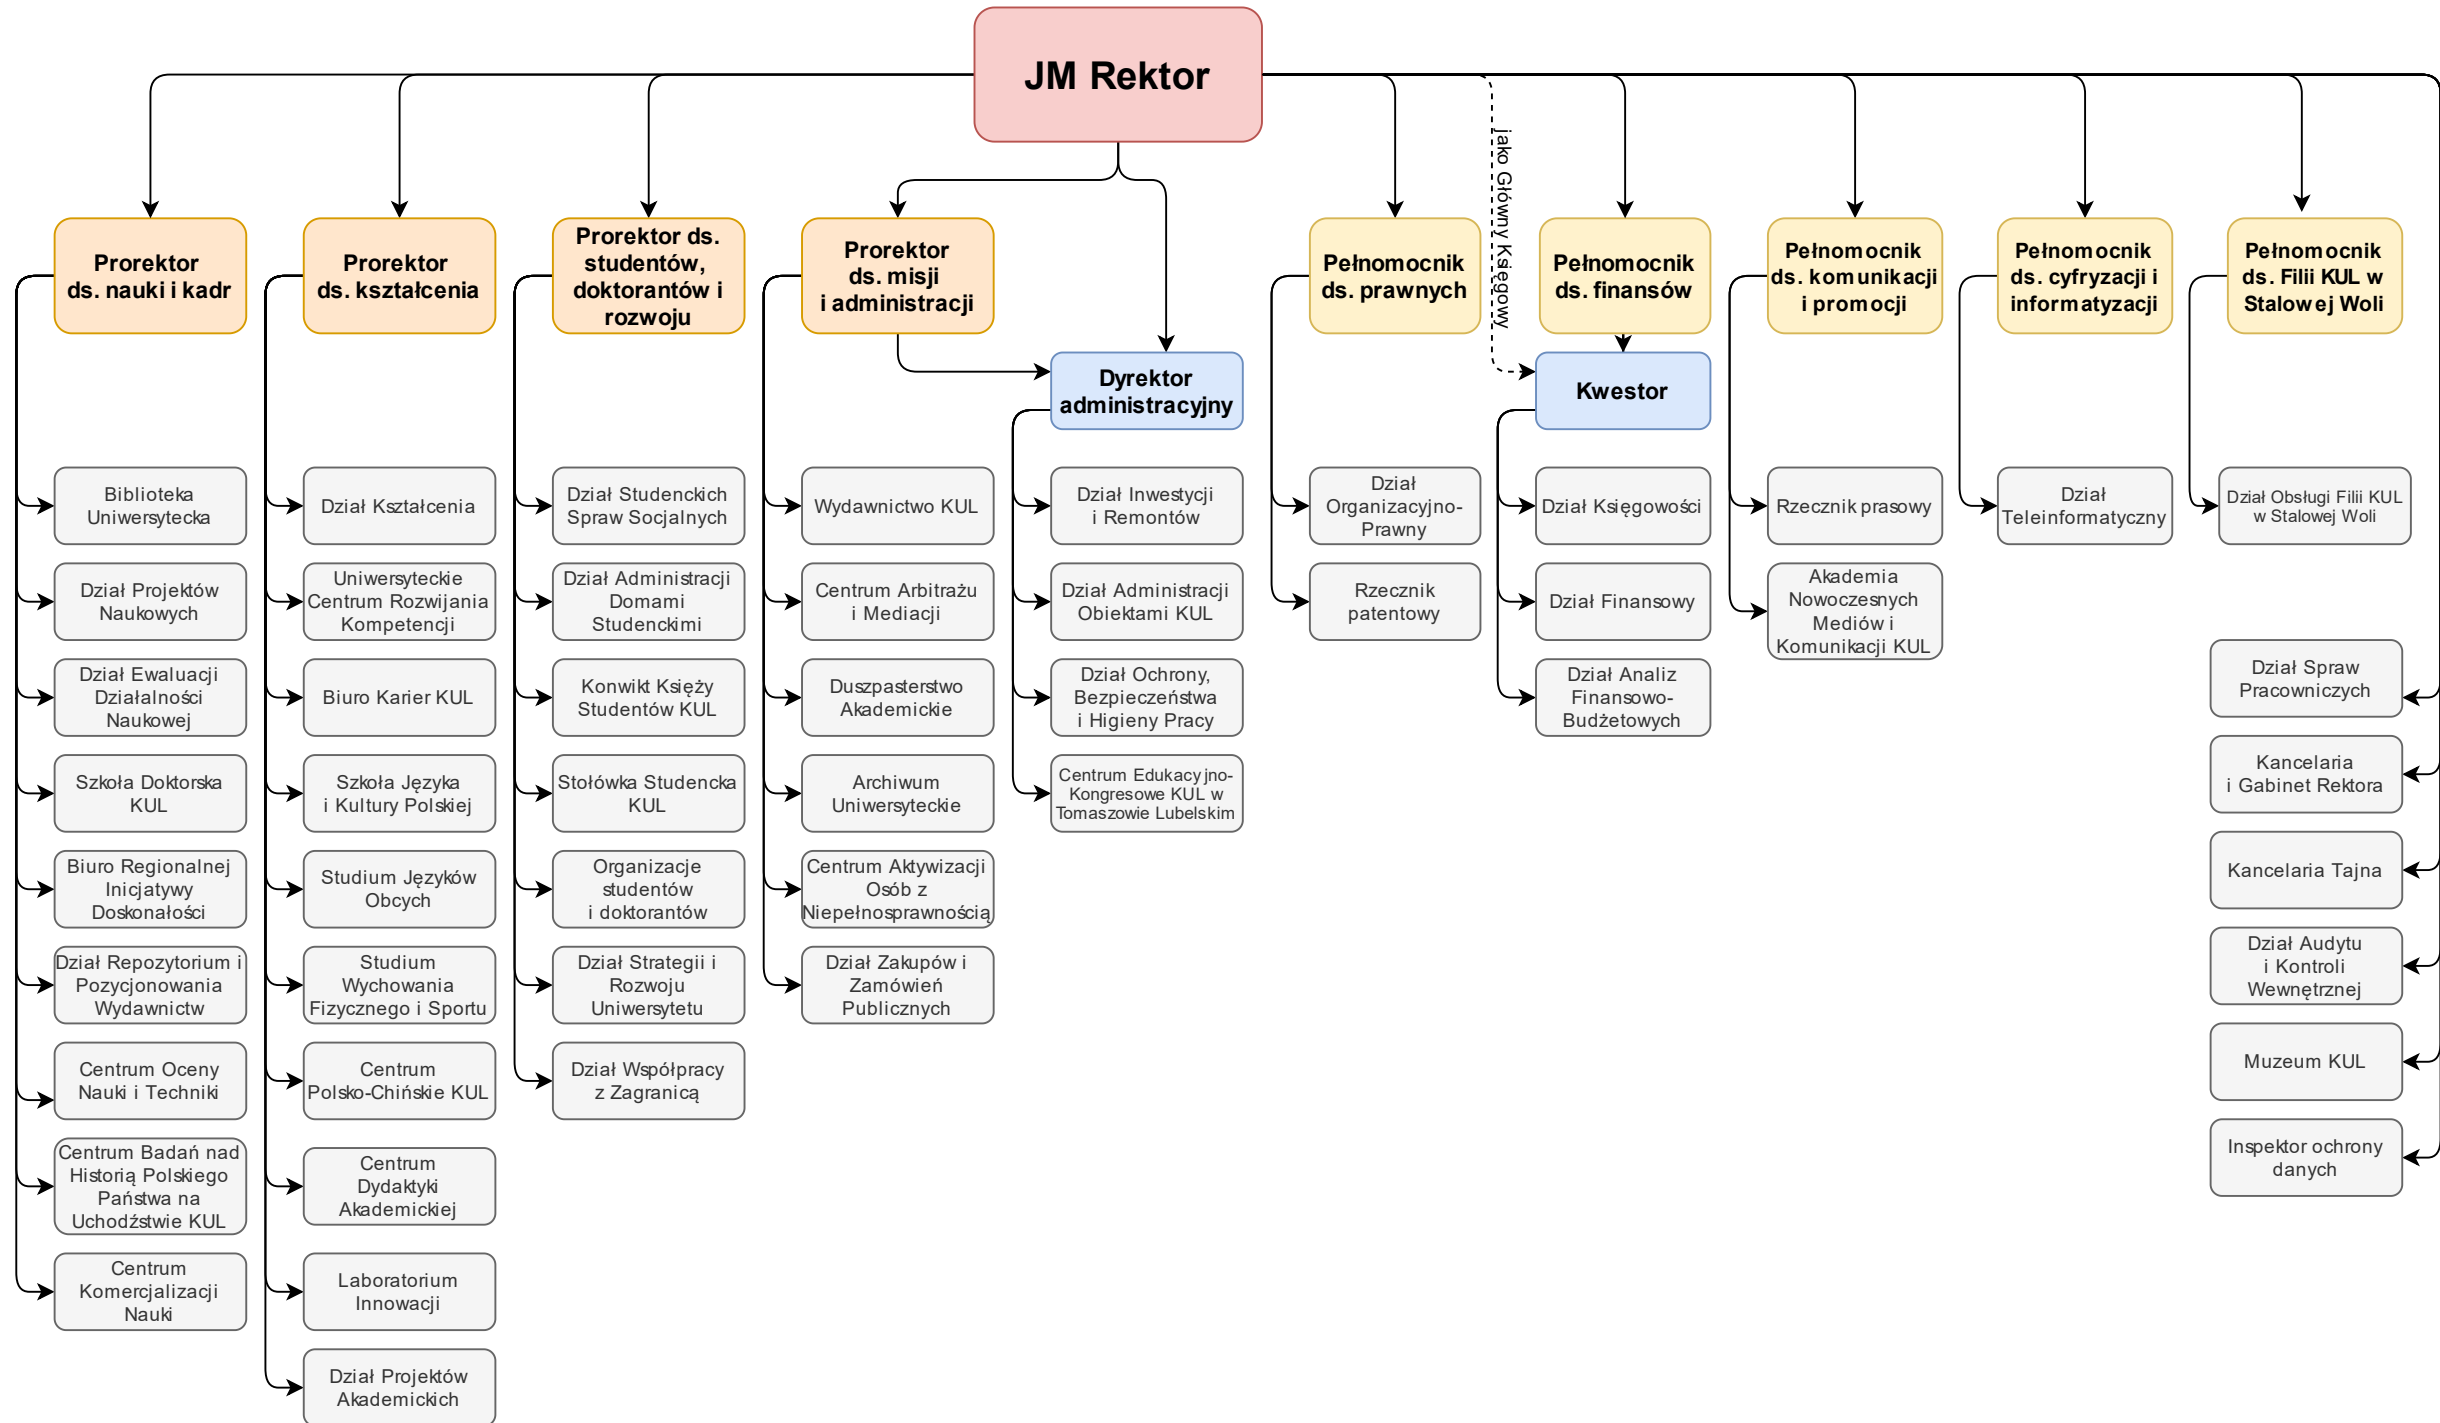 JM Rektor
jako Główny Księgowy
Prorektor
ds. nauki i kadr
Prorektor
ds. kształcenia
Prorektor ds.
studentów,
doktorantów i
rozwoju
Prorektor
ds. misji
i administracji
Pełnomocnik
ds. prawnych
Pełnomocnik
ds. finansów
Pełnomocnik
ds. komunikacji
i promocji
Pełnomocnik
ds. cyfryzacji i
informatyzacji
Pełnomocnik
ds. Filii KUL w
Stalowej Woli
Dyrektor
administracyjny
Kwestor
Biblioteka
Uniwersytecka
Dział Projektów
Naukowych
Dział Ewaluacji
Działalności
Naukowej
Szkoła Doktorska
KUL
Biuro Regionalnej
Inicjatywy
Doskonałości
Dział Repozytorium i
Pozycjonowania
Wydawnictw
Centrum Oceny
Nauki i Techniki
Centrum Badań nad
Historią Polskiego
Państwa na
Uchodźstwie KUL
Centrum
Komercjalizacji
Nauki
Dział Kształcenia
Uniwersyteckie
Centrum Rozwijania
Kompetencji
Biuro Karier KUL
Szkoła Języka
i Kultury Polskiej
Studium Języków
Obcych
Studium
Wychowania
Fizycznego i Sportu
Centrum
Polsko-Chińskie KUL
Centrum
Dydaktyki
Akademickiej
Laboratorium
Innowacji
Dział Projektów
Akademickich
Dział Studenckich
Spraw Socjalnych
Dział Administracji
Domami
Studenckimi
Konwikt Księży
Studentów KUL
Stołówka Studencka
KUL
Organizacje
studentów
i doktorantów
Dział Strategii i
Rozwoju
Uniwersytetu
Dział Współpracy
z Zagranicą
Wydawnictwo KUL
Centrum Arbitrażu
i Mediacji
Duszpasterstwo
Akademickie
Archiwum
Uniwersyteckie
Centrum Aktywizacji
Osób z
Niepełnosprawnością
Dział Zakupów i
Zamówień
Publicznych
Dział Inwestycji
i Remontów
Dział Administracji
Obiektami KUL
Dział Ochrony,
Bezpieczeństwa
i Higieny Pracy
Centrum Edukacyjno-
Kongresowe KUL w
Tomaszowie Lubelskim
Dział
Organizacyjno-
Prawny
Rzecznik
patentowy
Dział Księgowości
Dział Finansowy
Dział Analiz
Finansowo-
Budżetowych
Rzecznik prasowy
Akademia
Nowoczesnych
Mediów i
Komunikacji KUL
Dział
Teleinformatyczny
Dział Obsługi Filii KUL
w Stalowej Woli
Dział Spraw
Pracowniczych
Kancelaria
i Gabinet Rektora
Kancelaria Tajna
Dział Audytu
i Kontroli
Wewnętrznej
Muzeum KUL
Inspektor ochrony
danych